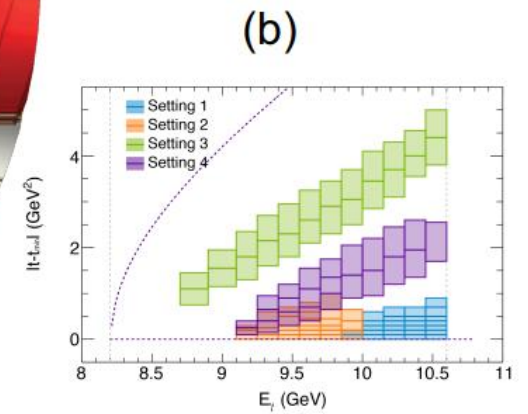 (b)
Setting 1
Setting 2
Setting 3
Setting 4
|t-tₘᵢₙ| (GeV²)
4
2
0
8 8.5 9 9.5 10 10.5 11
(GeV)